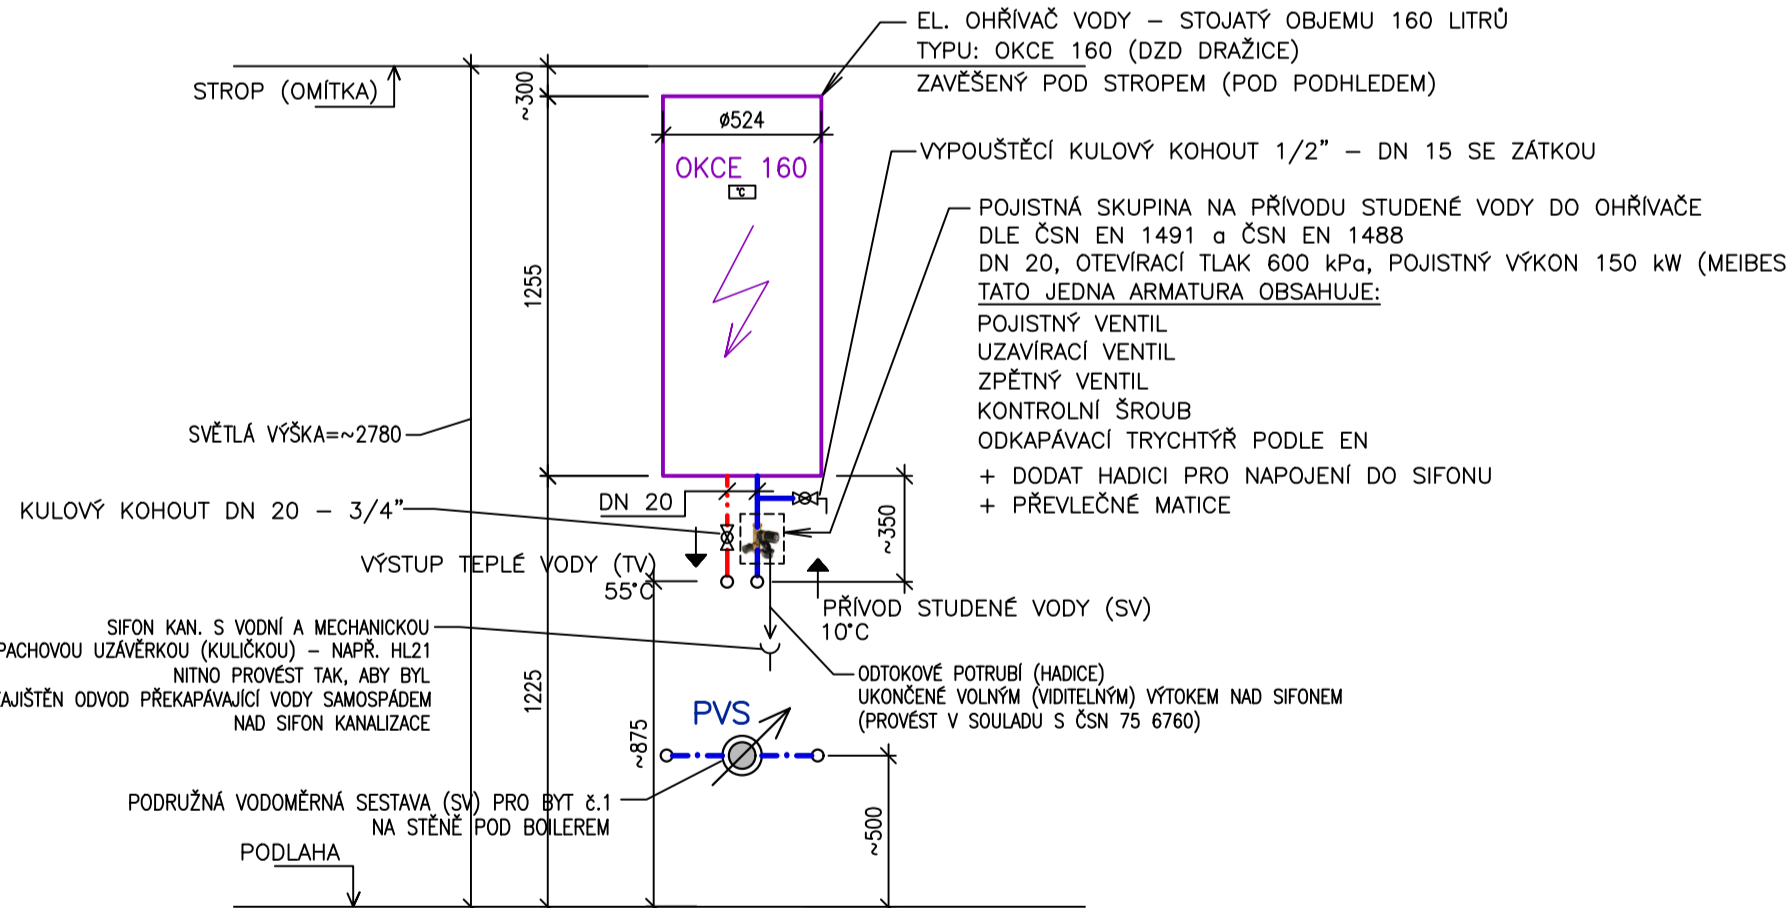 EL. OHŘÍVAČ VODY – STOJATÝ OBJEMU 160 LITRŮ
TYPU: OKCE 160 (DZD DRAŽICE)
ZAVĚŠENÝ POD STROPEM (POD PODHLEDEM)
STROP (OMÍTKA)
~300
ø524
OKCE 160
°C
VYPOUŠTĚCÍ KULOVÝ KOHOUT 1/2" – DN 15 SE ZÁTKOU
POJISTNÁ SKUPINA NA PŘÍVODU STUDENÉ VODY DO OHŘÍVAČE
DLE ČSN EN 1491 a ČSN EN 1488
DN 20, OTEVÍRACÍ TLAK 600 kPa, POJISTNÝ VÝKON 150 kW (MEIBES
TATO JEDNA ARMATURA OBSAHUJE:
POJISTNÝ VENTIL
UZAVÍRACÍ VENTIL
ZPĚTNÝ VENTIL
KONTROLNÍ ŠROUB
ODKAPÁVACÍ TRYCHTÝŘ PODLE EN
+ DODAT HADICI PRO NAPOJENÍ DO SIFONU
+ PŘEVLEČNÉ MATICE
1255
SVĚTLÁ VÝŠKA=~2780
KULOVÝ KOHOUT DN 20 – 3/4"
DN 20
~350
VÝSTUP TEPLÉ VODY (TV)
55°C
PŘÍVOD STUDENÉ VODY (SV)
10°C
SIFON KAN. S VODNÍ A MECHANICKOU
PACHOVOU UZÁVĚRKOU (KULIČKOU) – NAPŘ. HL21
NITNO PROVÉST TAK, ABY BYL
AJIŠTĚN ODVOD PŘEKAPÁVAJÍCÍ VODY SAMOSPÁDEM
NAD SIFON KANALIZACE
ODTOKOVÉ POTRUBÍ (HADICE)
UKONČENÉ VOLNÝM (VIDITELNÝM) VÝTOKEM NAD SIFONEM
(PROVÉST V SOULADU S ČSN 75 6760)
1225
~875
PVS
~500
PODRUŽNÁ VODOMĚRNÁ SESTAVA (SV) PRO BYT č.1
NA STĚNĚ POD BOILEREM
PODLAHA